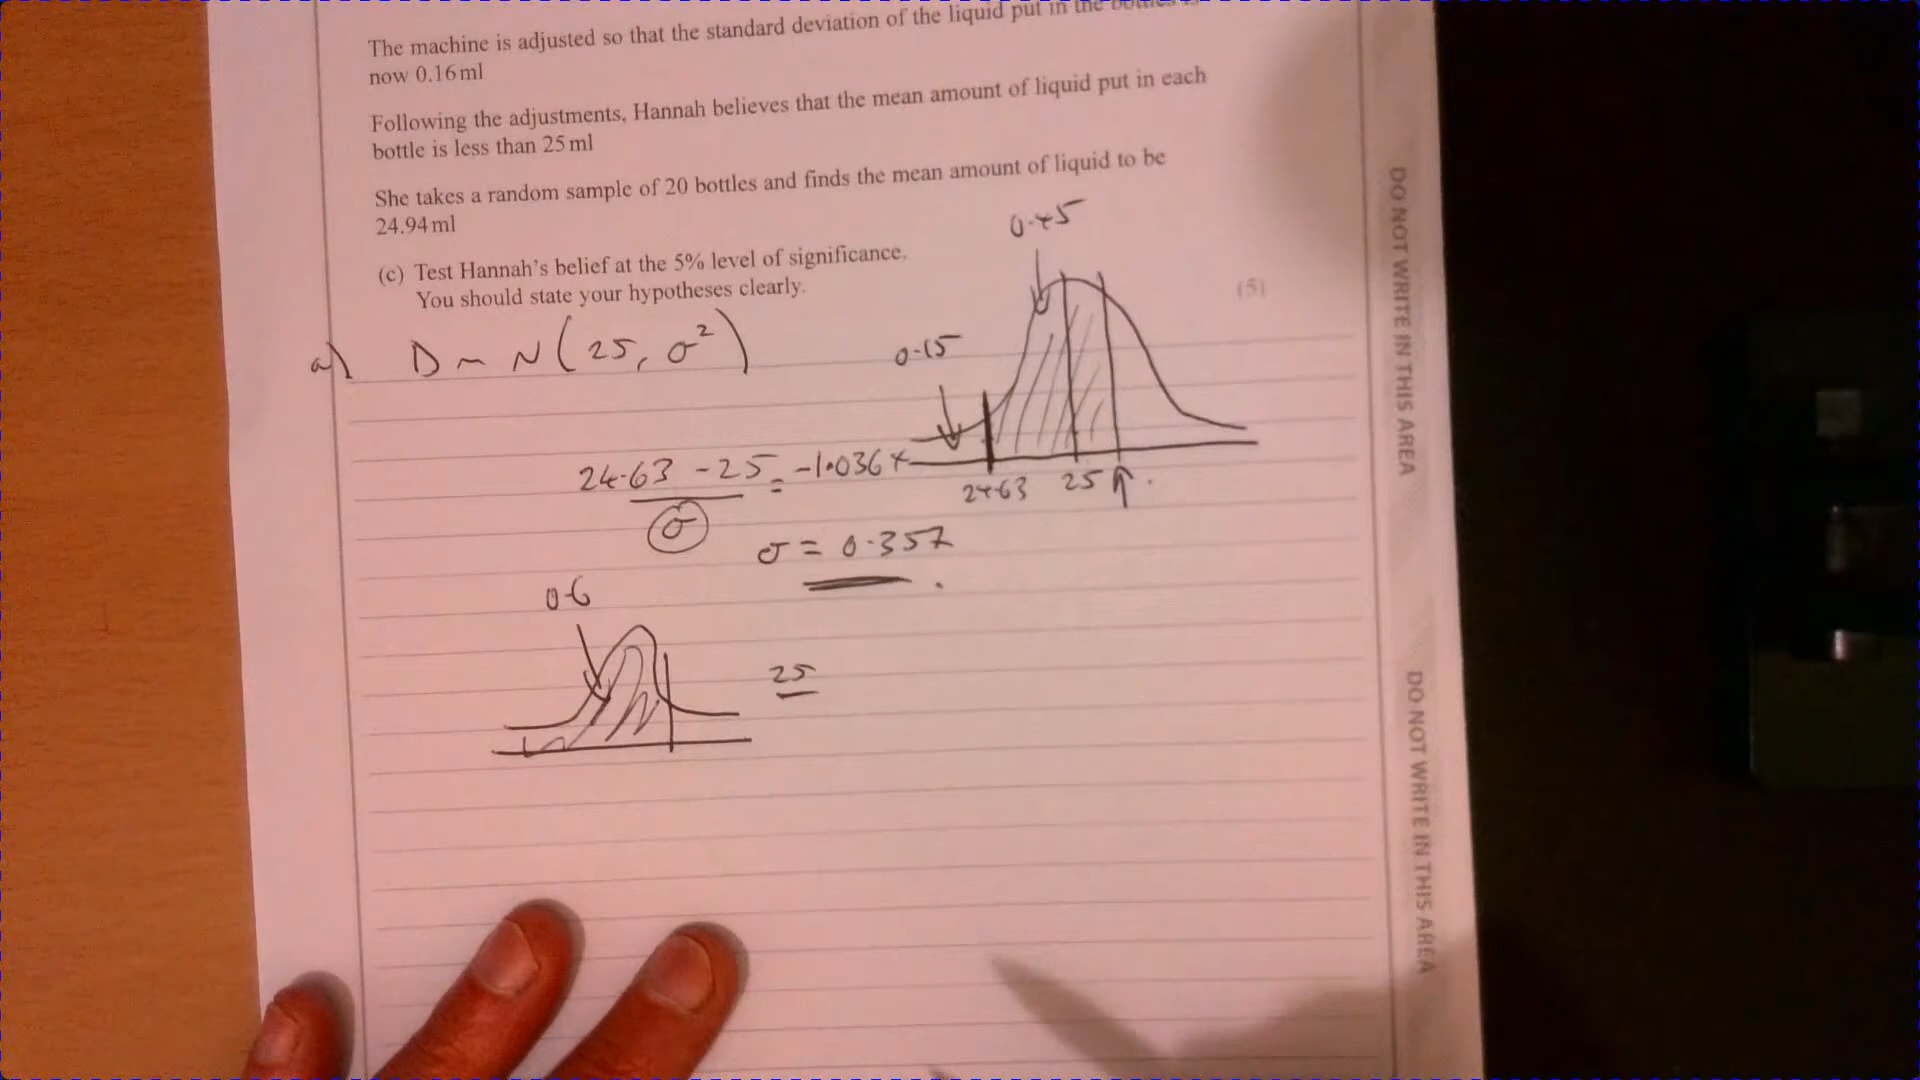 The machine is adjusted so that the standard deviation of the liquid put in the bottles is
now 0.16 ml
Following the adjustments, Hannah believes that the mean amount of liquid put in each
bottle is less than 25 ml
She takes a random sample of 20 bottles and finds the mean amount of liquid to be
24.94 ml
(c) Test Hannah's belief at the 5% level of significance.
You should state your hypotheses clearly.
(5)
0.45
a) D ~ N(25, σ²)
0.15
24.63 - 25 = -1.0364
σ
24.63 25
σ = 0.357
0.6
25
DO NOT WRITE IN THIS AREA
DO NOT WRITE IN THIS AREA